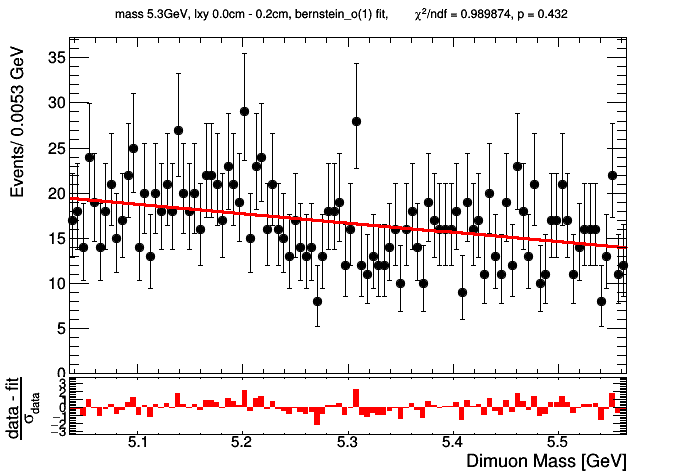 mass 5.3GeV, lxy 0.0cm - 0.2cm, bernstein_o(1) fit, χ²/ndf = 0.989874, p = 0.432
Events/ 0.0053 GeV
35
30
25
20
15
10
5
0
data - fit
σdata
3
2
1
0
−1
−2
−3
5.1 5.2 5.3 5.4 5.5
Dimuon Mass [GeV]